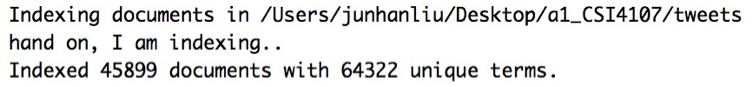 Indexing documents in /Users/junhanliu/Desktop/a1_CSI4107/tweets
hand on, I am indexing..
Indexed 45899 documents with 64322 unique terms.